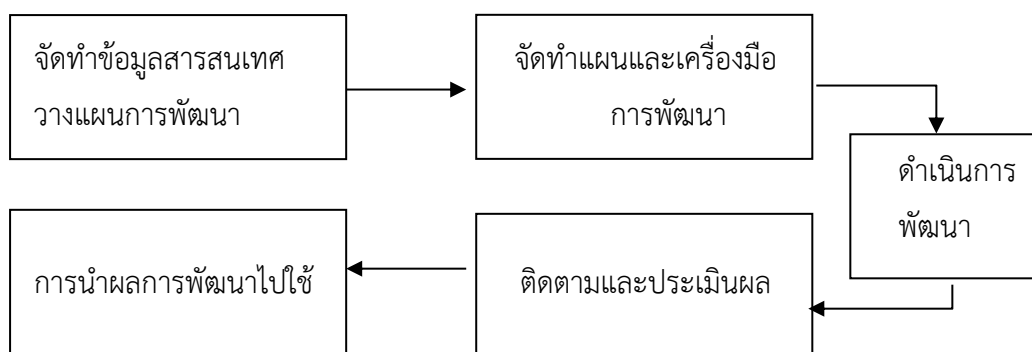 จัดทำข้อมูลสารสนเทศ
วางแผนการพัฒนา
จัดทำแผนและเครื่องมือ
การพัฒนา
ดำเนินการ
พัฒนา
ติดตามและประเมินผล
การนำผลการพัฒนาไปใช้